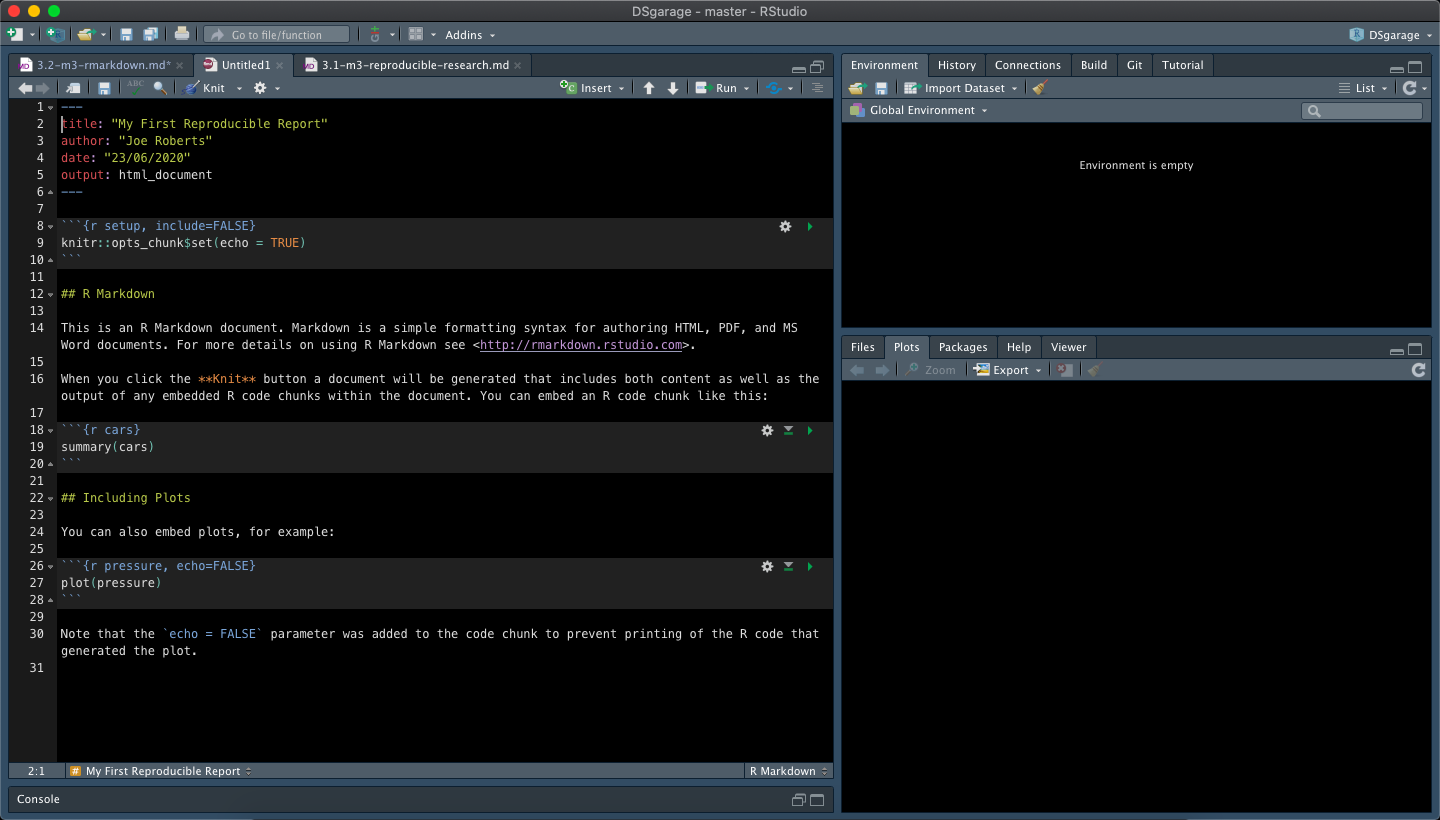 DSgarage - master - RStudio
Go to file/function
Addins
DSgarage
3.2-m3-rmarkdown.md*
Untitled1
3.1-m3-reproducible-research.md
ABC
Knit
Insert
Run
1 ---
2 title: "My First Reproducible Report"
3 author: "Joe Roberts"
4 date: "23/06/2020"
5 output: html_document
6 ---
7
8 ```{r setup, include=FALSE}
9 knitr::opts_chunk$set(echo = TRUE)
10 ```
11
12 ## R Markdown
13
14 This is an R Markdown document. Markdown is a simple formatting syntax for authoring HTML, PDF, and MS
Word documents. For more details on using R Markdown see <http://rmarkdown.rstudio.com>.
15
16 When you click the **Knit** button a document will be generated that includes both content as well as the
output of any embedded R code chunks within the document. You can embed an R code chunk like this:
17
18 ```{r cars}
19 summary(cars)
20 ```
21
22 ## Including Plots
23
24 You can also embed plots, for example:
25
26 ```{r pressure, echo=FALSE}
27 plot(pressure)
28 ```
29
30 Note that the `echo = FALSE` parameter was added to the code chunk to prevent printing of the R code that
generated the plot.
31
2:1
# My First Reproducible Report
R Markdown
Console
Environment
History
Connections
Build
Git
Tutorial
Import Dataset
List
Global Environment
Environment is empty
Files
Plots
Packages
Help
Viewer
Zoom
Export